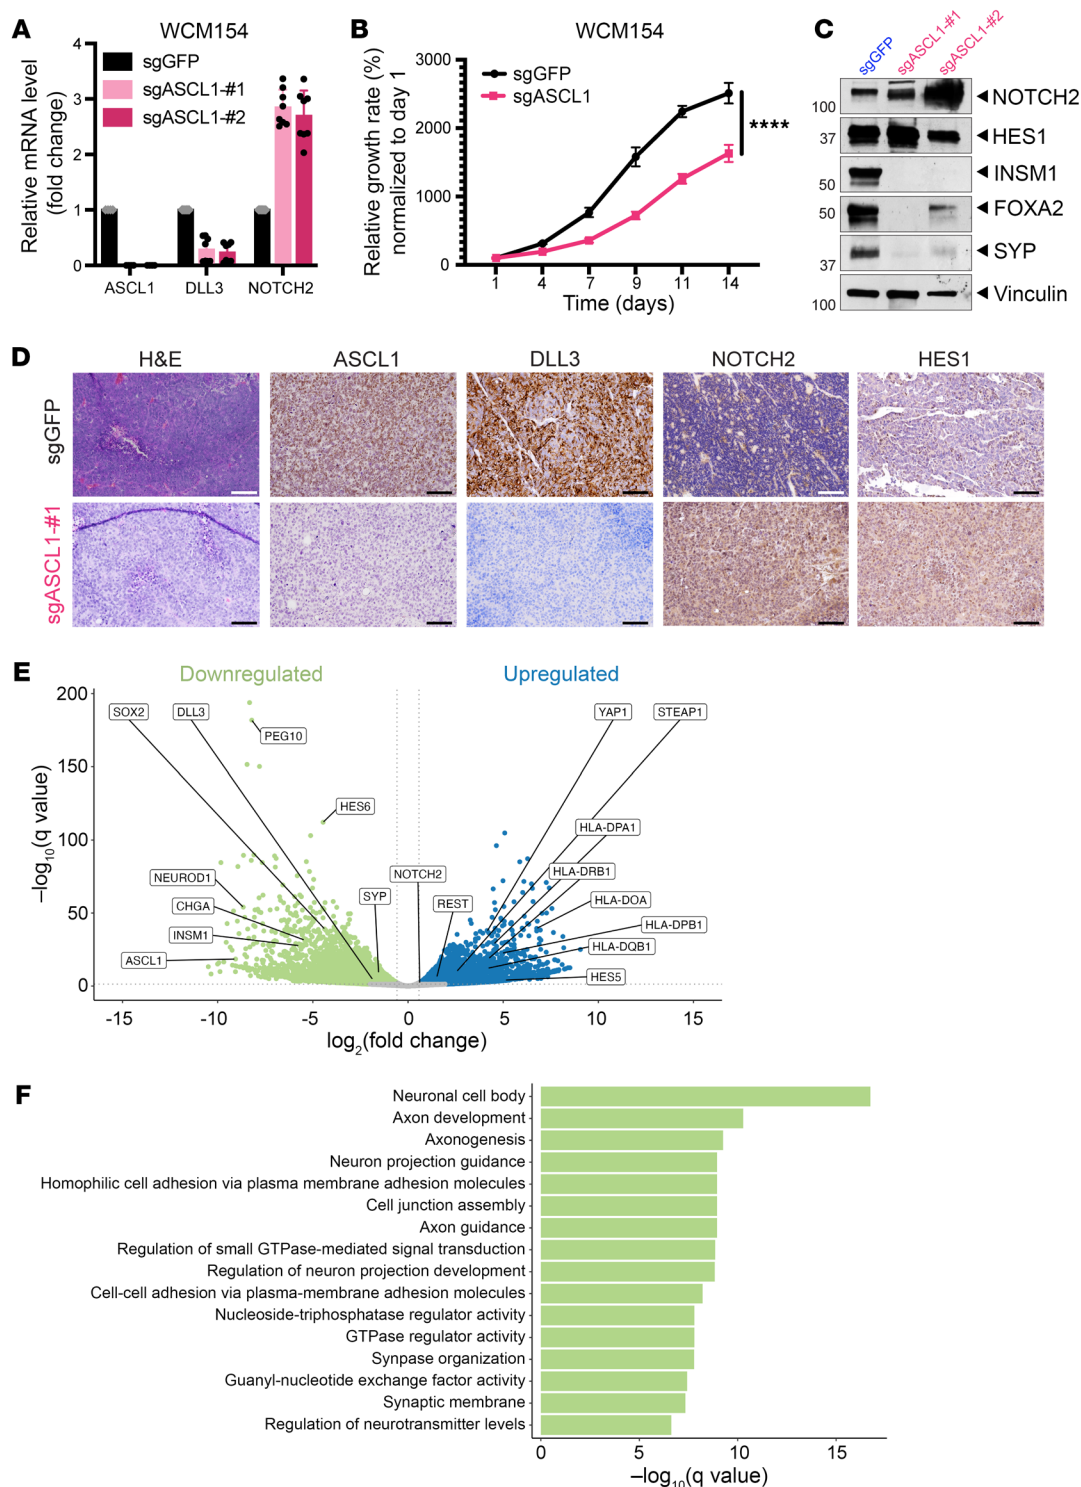 A
WCM154
Relative mRNA level
(fold change)
4
3
2
1
0
sgGFP
sgASCL1-#1
sgASCL1-#2
ASCL1
DLL3
NOTCH2
B
WCM154
Relative growth rate (%)
normalized to day 1
3000
2000
1000
0
sgGFP
sgASCL1
****
1
4
7
9
11
14
Time (days)
C
sgGFP
sgASCL1-#1
sgASCL1-#2
100
NOTCH2
37
HES1
50
INSM1
50
FOXA2
37
SYP
100
Vinculin
D
H&E
ASCL1
DLL3
NOTCH2
HES1
sgGFP
sgASCL1-#1
E
Downregulated
Upregulated
–log10(q value)
200
150
100
50
0
SOX2
DLL3
PEG10
YAP1
STEAP1
HES6
HLA-DPA1
NEUROD1
NOTCH2
HLA-DRB1
CHGA
SYP
REST
HLA-DOA
INSM1
HLA-DPB1
ASCL1
HLA-DQB1
HES5
-15
-10
-5
0
5
10
15
log2(fold change)
F
Neuronal cell body
Axon development
Axonogenesis
Neuron projection guidance
Homophilic cell adhesion via plasma membrane adhesion molecules
Cell junction assembly
Axon guidance
Regulation of small GTPase-mediated signal transduction
Regulation of neuron projection development
Cell-cell adhesion via plasma-membrane adhesion molecules
Nucleoside-triphosphatase regulator activity
GTPase regulator activity
Synpase organization
Guanyl-nucleotide exchange factor activity
Synaptic membrane
Regulation of neurotransmitter levels
0
5
10
15
–log10(q value)